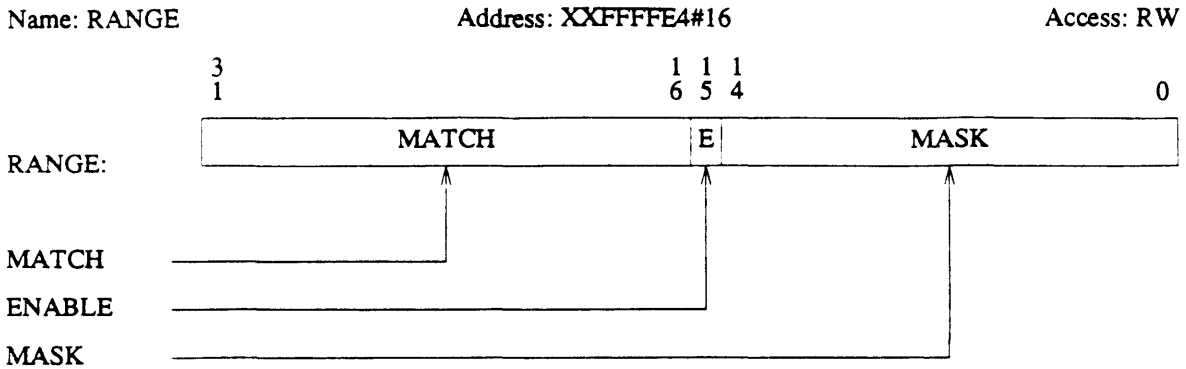 Name: RANGE Address: XXFFFFE4#16 Access: RW
3 1 1 1
1 6 5 4 0
MATCH E MASK
RANGE:
MATCH
ENABLE
MASK